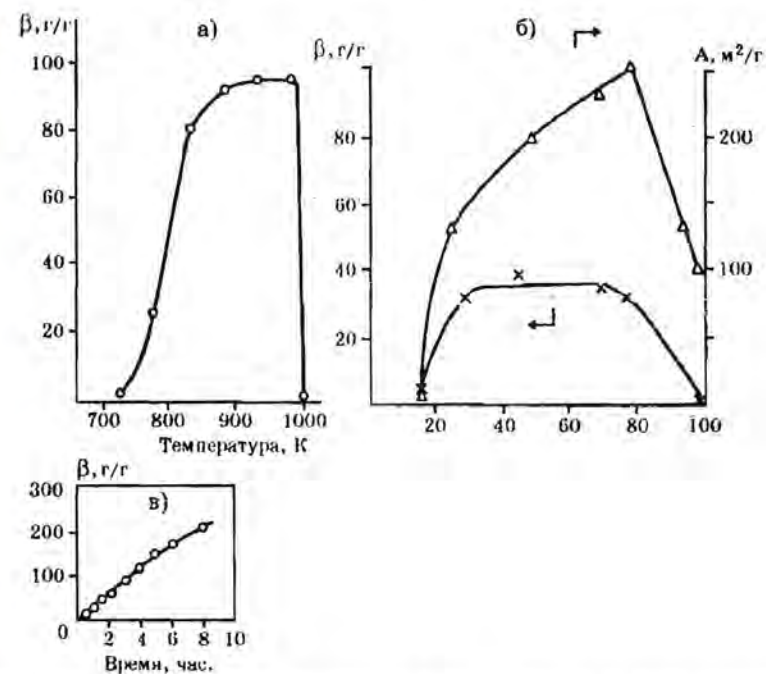 β, г/г
а)
100
80
60
40
20
700 800 900 1000
Температура, К
β, г/г
б)
А, м²/г
80
60
40
20
200
100
20 40 60 80 100
β, г/г
в)
300
200
100
0
2 4 6 8 10
Время, час.